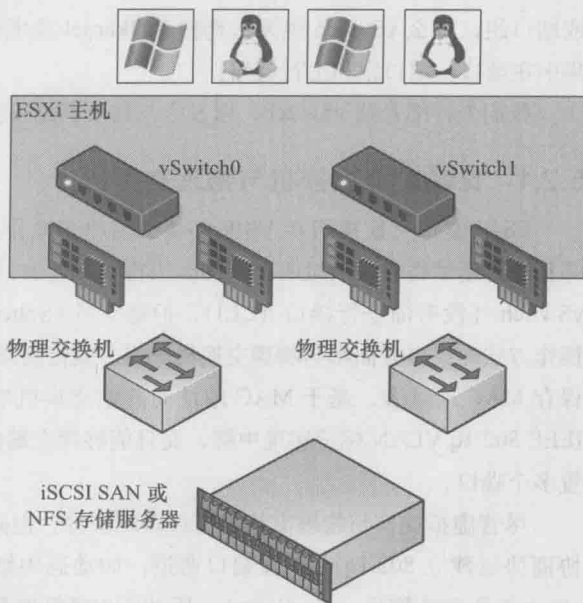 ESXi 主机
vSwitch0
vSwitch1
物理交换机
物理交换机
iSCSI SAN 或
NFS 存储服务器